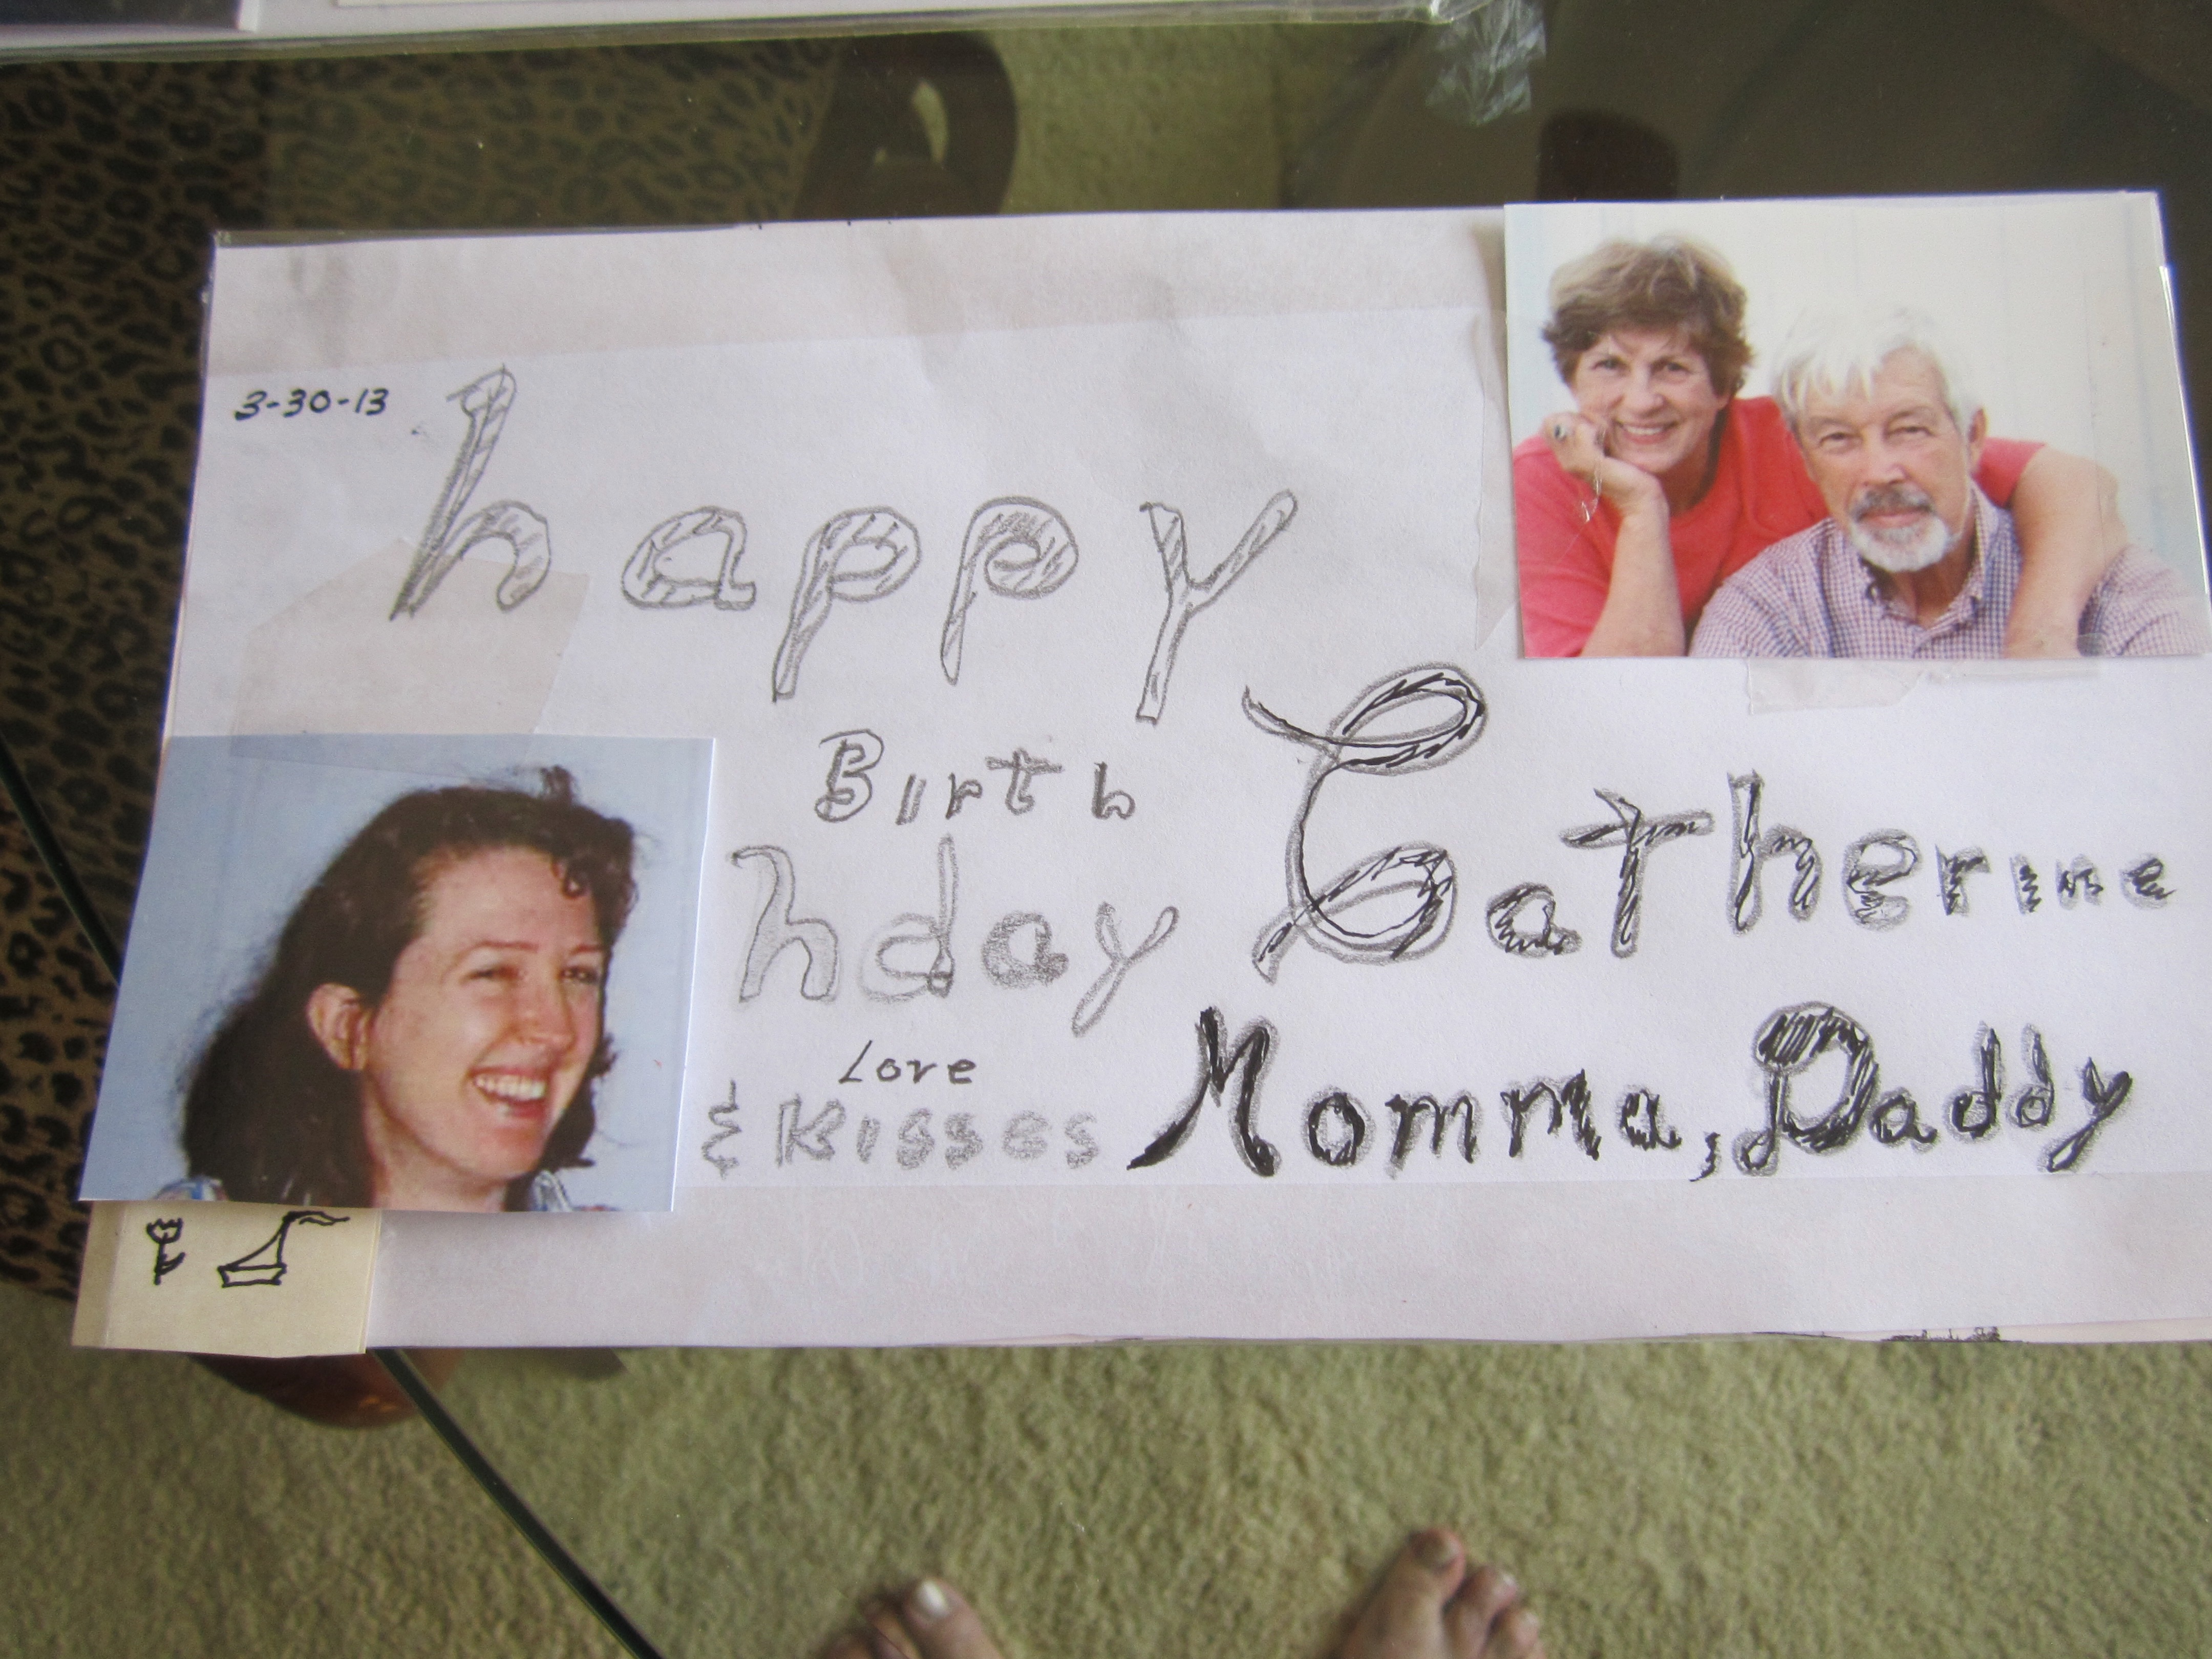 3-30-13
happy
Birth
hday Catherine
Love
& Kisses Momma, Daddy